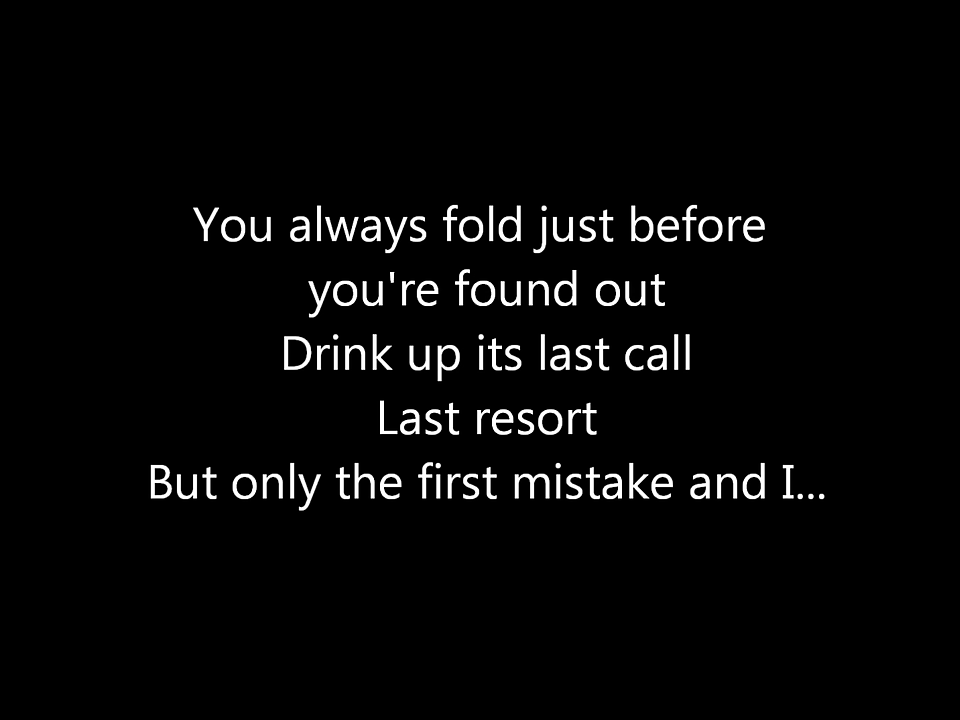 You always fold just before
you're found out
Drink up its last call
Last resort
But only the first mistake and I...